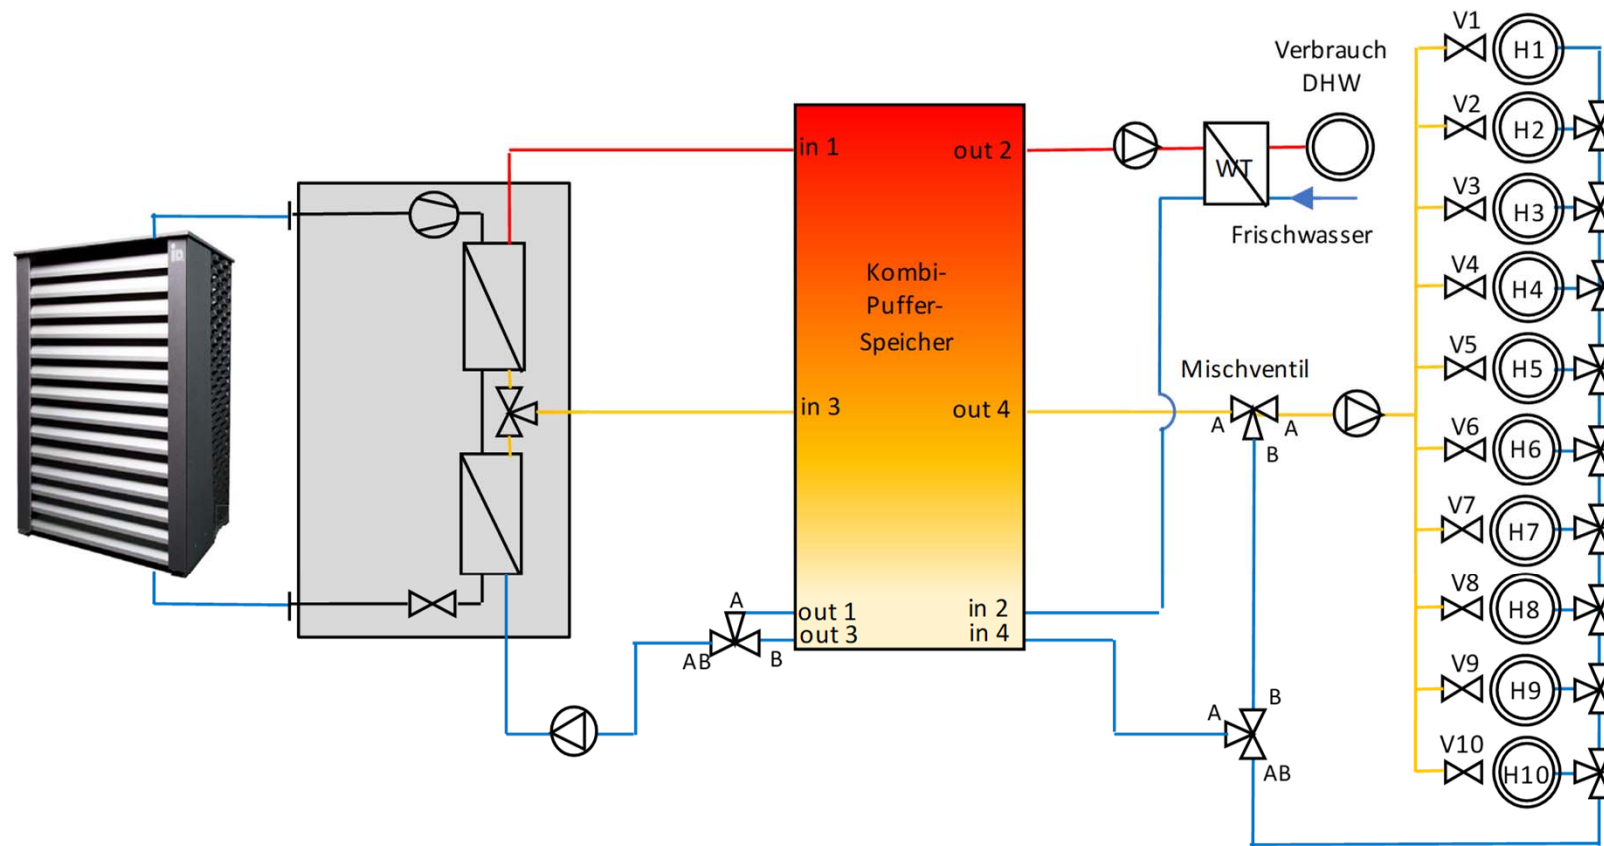 in 1
out 2
in 3
out 4
out 1
out 3
in 2
in 4
Kombi-
Puffer-
Speicher
A
AB
B
WT
Verbrauch
DHW
Frischwasser
Mischventil
A
A
B
B
A
AB
V1
H1
V2
H2
V3
H3
V4
H4
V5
H5
V6
H6
V7
H7
V8
H8
V9
H9
V10
H10